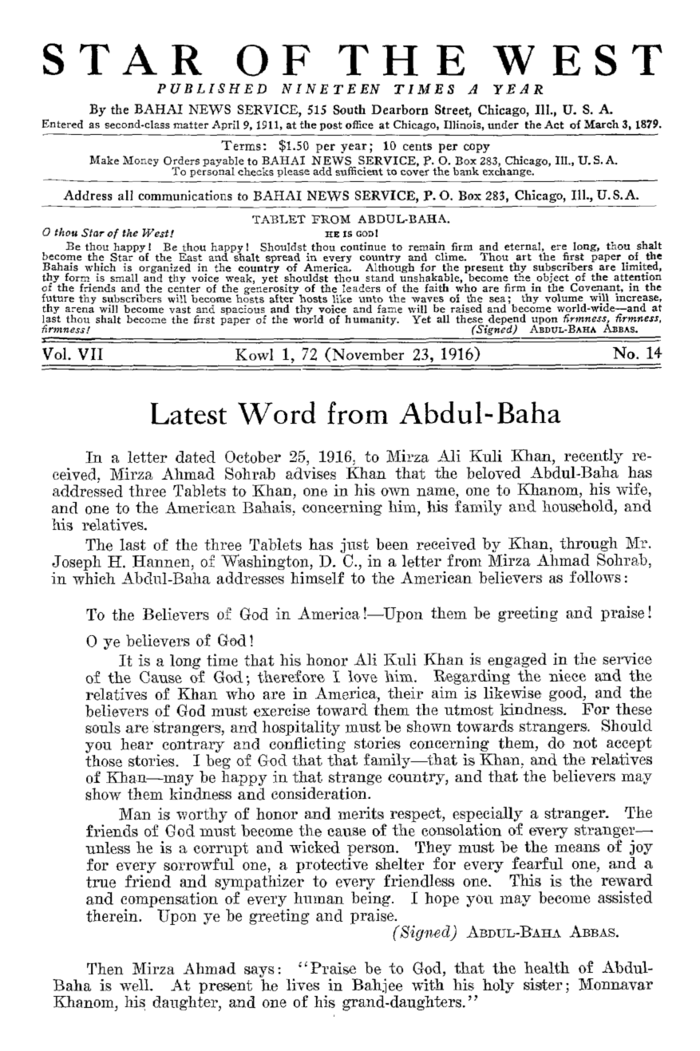 STAR OF THE WEST
PUBLISHED NINETEEN TIMES A YEAR
By the BAHAI NEWS SERVICE, 515 South Dearborn Street, Chicago, Ill., U. S. A.
Entered as second-class matter April 9, 1911, at the post office at Chicago, Illinois, under the Act of March 3, 1879.
Terms: $1.50 per year; 10 cents per copy
Make Money Orders payable to BAHAI NEWS SERVICE, P. O. Box 283, Chicago, Ill., U.S.A.
To personal checks please add sufficient to cover the bank exchange.
Address all communications to BAHAI NEWS SERVICE, P. O. Box 283, Chicago, Ill., U.S.A.
TABLET FROM ABDUL-BAHA.
O thou Star of the West! HE IS GOD!
Be thou happy! Be thou happy! Shouldst thou continue to remain firm and eternal, ere long, thou shalt
become the Star of the East and shalt spread in every country and clime. Thou art the first paper of the
Bahais which is organized in the country of America. Although for the present thy subscribers are limited,
thy form is small and thy voice weak, yet shouldst thou stand unshakable, become the object of the attention
of the friends and the center of the generosity of the leaders of the faith who are firm in the Covenant, in the
future thy subscribers will become hosts after hosts like unto the waves of the sea; thy volume will increase,
thy arena will become vast and spacious and thy voice and fame will be raised and become world-wide—and at
last thou shalt become the first paper of the world of humanity. Yet all these depend upon firmness, firmness,
firmness! (Signed) ABDUL-BAHA ABBAS.
Vol. VII Kowl 1, 72 (November 23, 1916) No. 14
Latest Word from Abdul-Baha
In a letter dated October 25, 1916, to Mirza Ali Kuli Khan, recently re-
ceived, Mirza Ahmad Sohrab advises Khan that the beloved Abdul-Baha has
addressed three Tablets to Khan, one in his own name, one to Khanom, his wife,
and one to the American Bahais, concerning him, his family and household, and
his relatives.
The last of the three Tablets has just been received by Khan, through Mr.
Joseph H. Hannen, of Washington, D. C., in a letter from Mirza Ahmad Sohrab,
in which Abdul-Baha addresses himself to the American believers as follows:
To the Believers of God in America!—Upon them be greeting and praise!
O ye believers of God!
It is a long time that his honor Ali Kuli Khan is engaged in the service
of the Cause of God; therefore I love him. Regarding the niece and the
relatives of Khan who are in America, their aim is likewise good, and the
believers of God must exercise toward them the utmost kindness. For these
souls are strangers, and hospitality must be shown towards strangers. Should
you hear contrary and conflicting stories concerning them, do not accept
those stories. I beg of God that that family—that is Khan, and the relatives
of Khan—may be happy in that strange country, and that the believers may
show them kindness and consideration.
Man is worthy of honor and merits respect, especially a stranger. The
friends of God must become the cause of the consolation of every stranger—
unless he is a corrupt and wicked person. They must be the means of joy
for every sorrowful one, a protective shelter for every fearful one, and a
true friend and sympathizer to every friendless one. This is the reward
and compensation of every human being. I hope you may become assisted
therein. Upon ye be greeting and praise.
(Signed) ABDUL-BAHA ABBAS.
Then Mirza Ahmad says: "Praise be to God, that the health of Abdul-
Baha is well. At present he lives in Bahjee with his holy sister; Monnavar
Khanom, his daughter, and one of his grand-daughters."